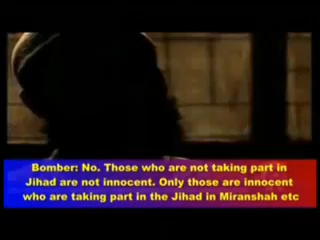 Bomber: No. Those who are not taking part in
Jihad are not innocent. Only those are innocent
who are taking part in the Jihad in Miranshah etc